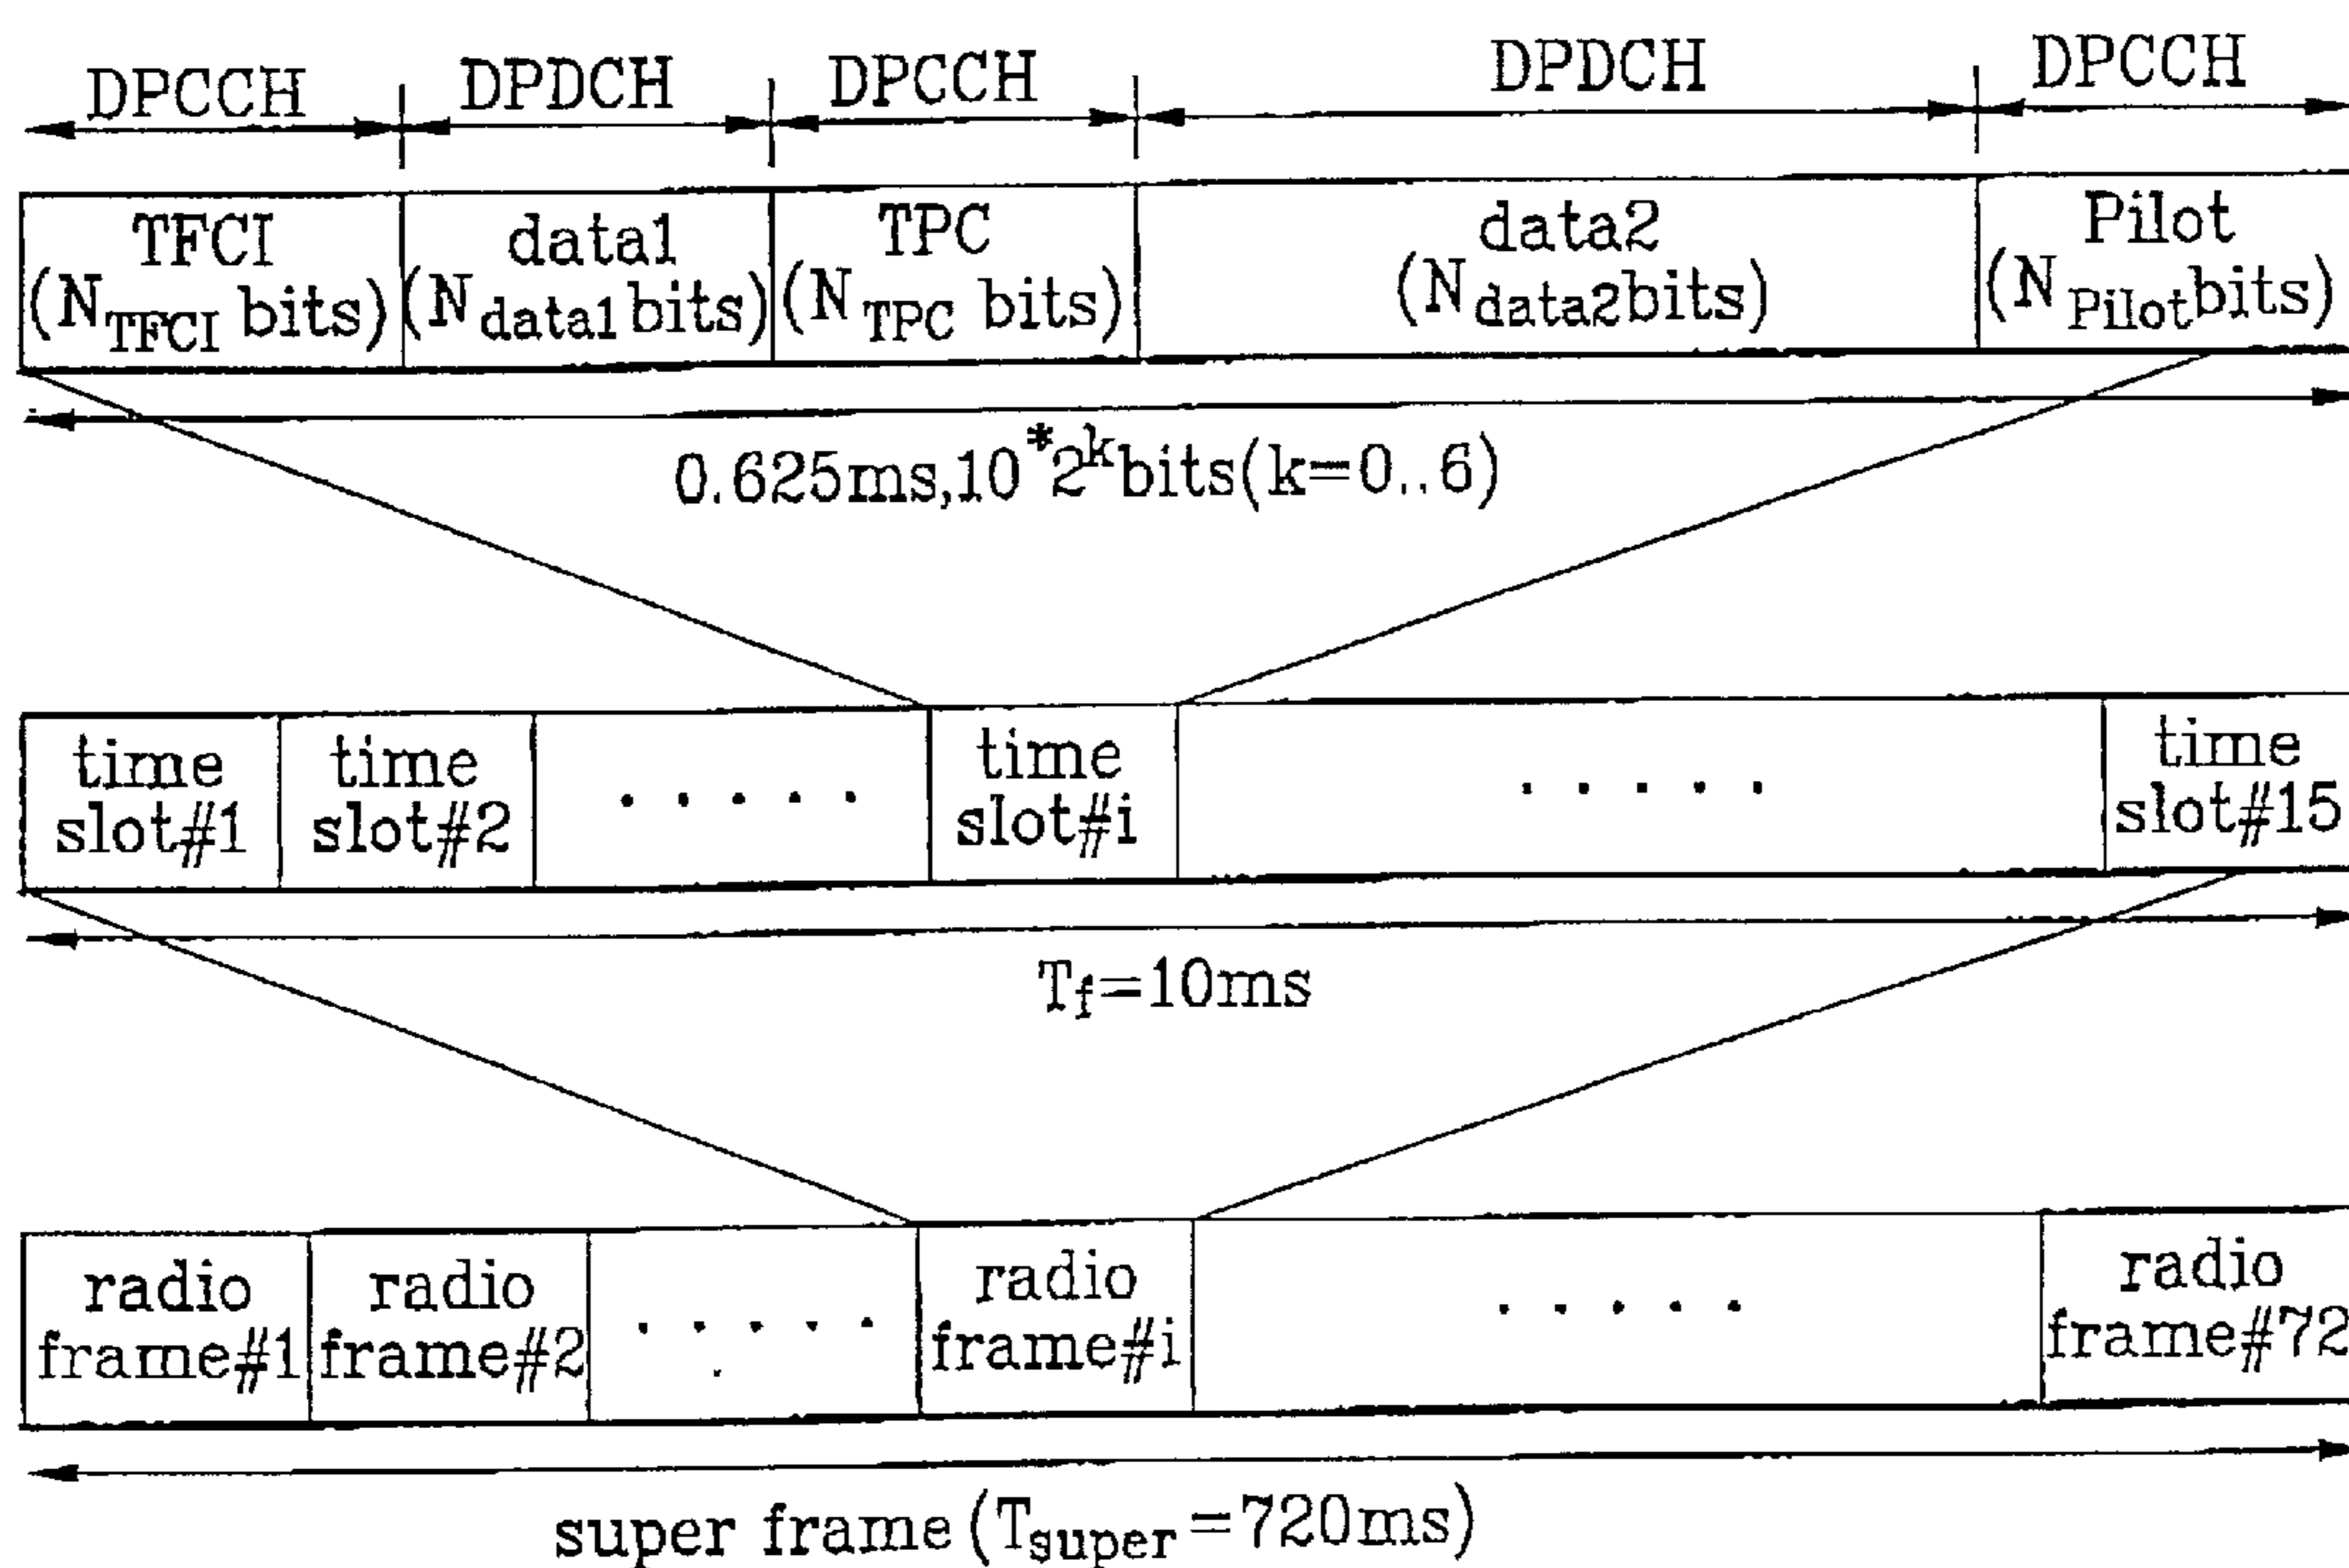 DPCCH DPDCH DPCCH DPDCH DPCCH
TFCI data1 TPC data2 Pilot
(N_TFCI bits) (N_data1 bits) (N_TPC bits) (N_data2 bits) (N_Pilot bits)
0.625ms,10*2^k bits(k=0..6)
time time time time
slot#1 slot#2 ..... slot#i ..... slot#15
T_f=10ms
radio radio radio radio
frame#1 frame#2 ..... frame#i ..... frame#72
super frame (T_super=720ms)